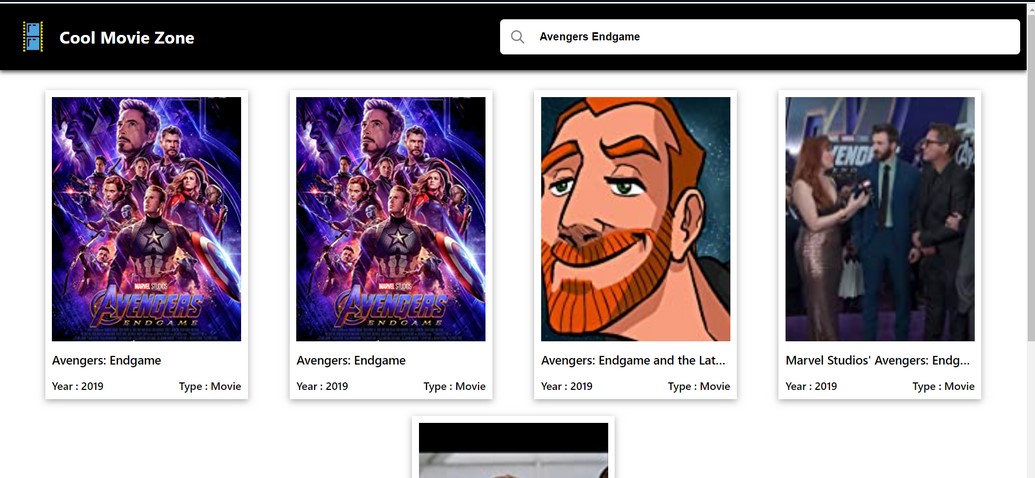 Cool Movie Zone
Avengers Endgame
MARVEL STUDIOS
AVENGERS
ENDGAME
Avengers: Endgame
Year : 2019 Type : Movie
MARVEL STUDIOS
AVENGERS
ENDGAME
Avengers: Endgame
Year : 2019 Type : Movie
Avengers: Endgame and the Lat...
Year : 2019 Type : Movie
Marvel Studios' Avengers: Endg...
Year : 2019 Type : Movie